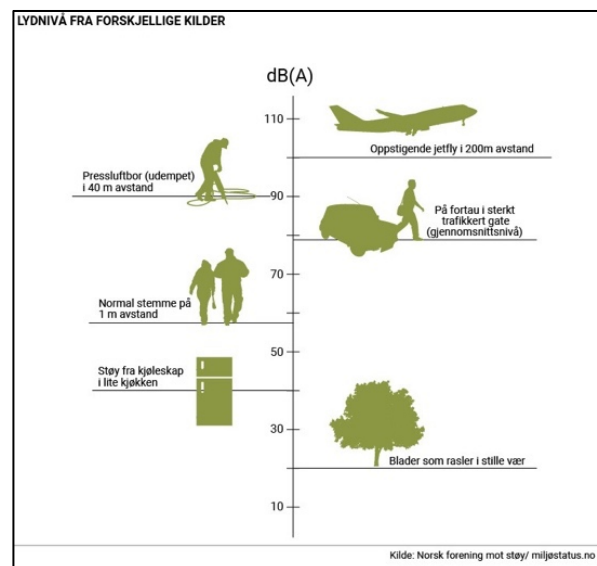 LYDNIVÅ FRA FORSKJELLIGE KILDER
dB(A)
110
Oppstigende jetfly i 200m avstand
Pressluftbor (udempet)
i 40 m avstand
90
På fortau i sterkt
trafikkert gate
(gjennomsnittsnivå)
70
Normal stemme på
1 m avstand
50
Støy fra kjøleskap
i lite kjøkken
30
Blader som rasler i stille vær
10
Kilde: Norsk forening mot støy/ miljøstatus.no